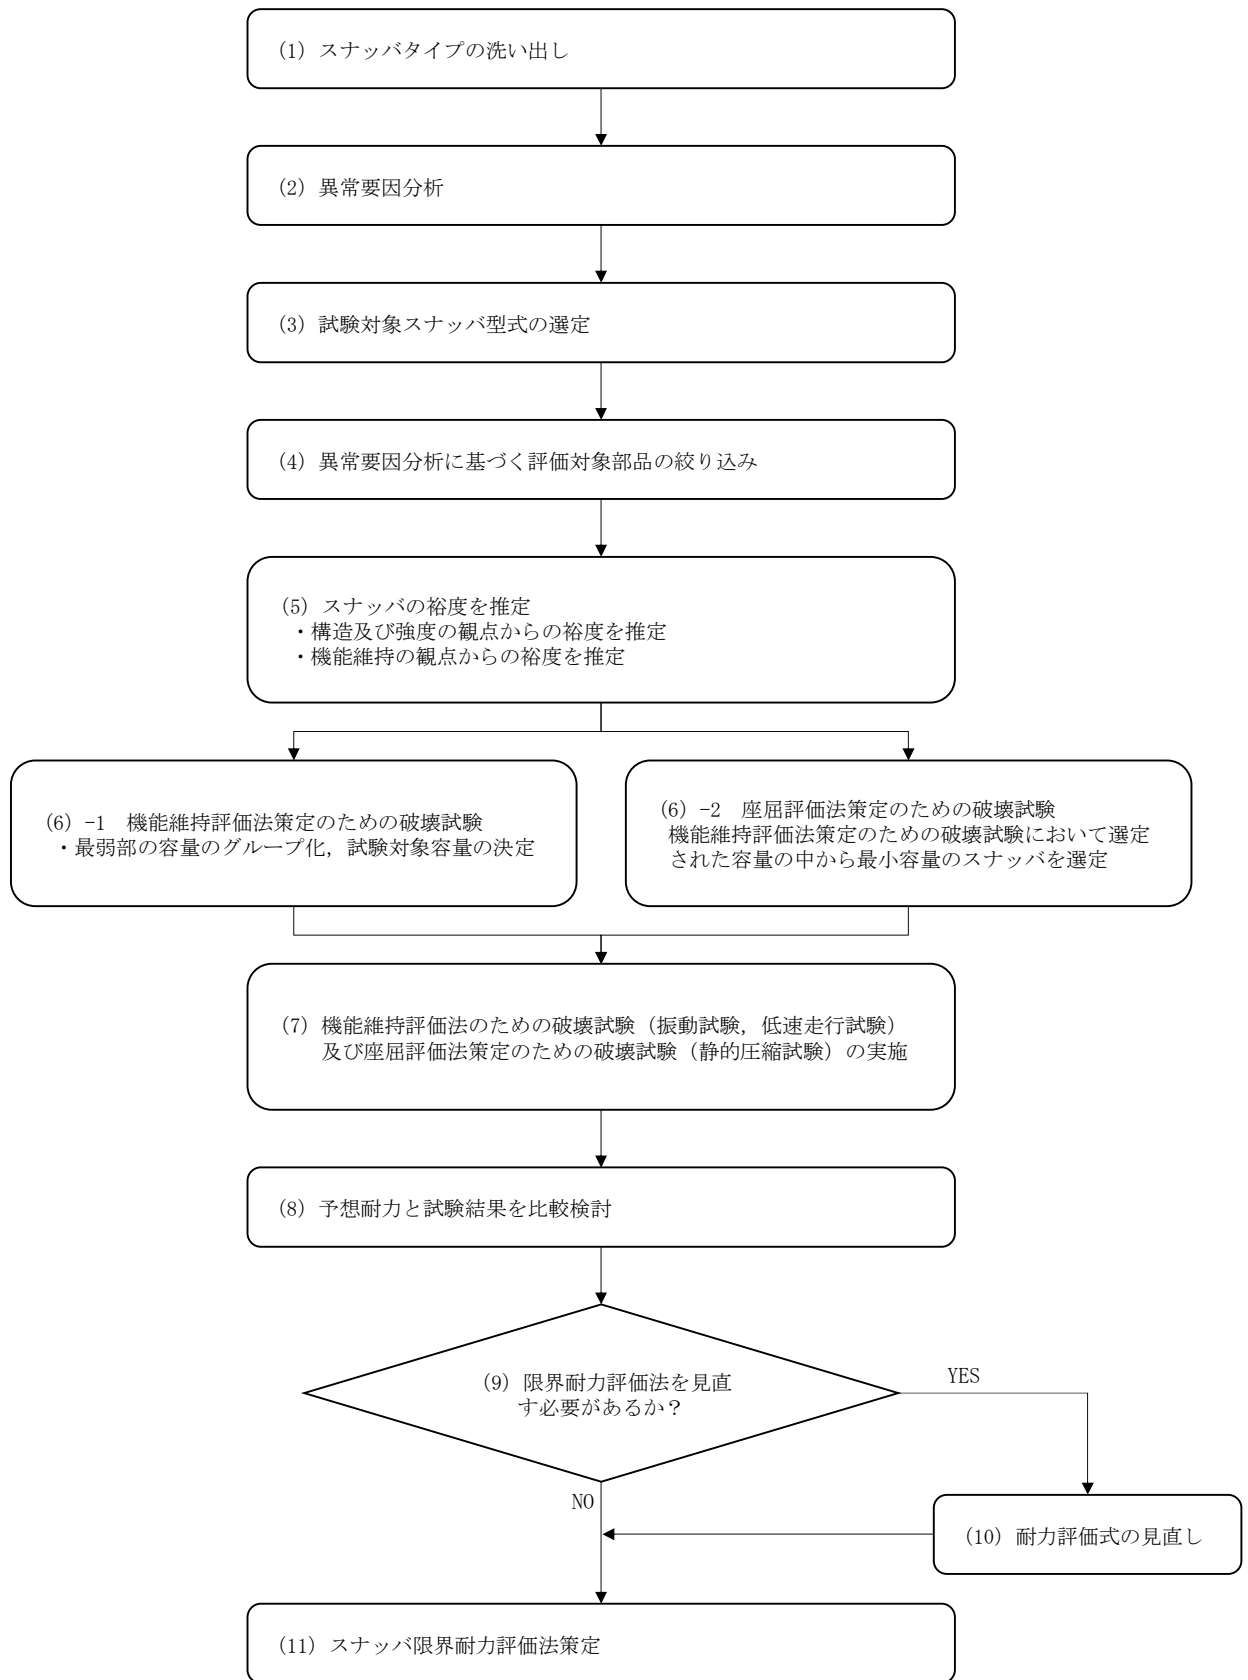 (1) スナッバタイプの洗い出し
(2) 異常要因分析
(3) 試験対象スナッバ型式の選定
(4) 異常要因分析に基づく評価対象部品の絞り込み
(5) スナッバの裕度を推定
・構造及び強度の観点からの裕度を推定
・機能維持の観点からの裕度を推定
(6) -1 機能維持評価法策定のための破壊試験
・最弱部の容量のグループ化，試験対象容量の決定
(6) -2 座屈評価法策定のための破壊試験
機能維持評価法策定のための破壊試験において選定
された容量の中から最小容量のスナッバを選定
(7) 機能維持評価法のための破壊試験（振動試験，低速走行試験）
及び座屈評価法策定のための破壊試験（静的圧縮試験）の実施
(8) 予想耐力と試験結果を比較検討
(9) 限界耐力評価法を見直
す必要があるか？
YES
NO
(10) 耐力評価式の見直し
(11) スナッバ限界耐力評価法策定